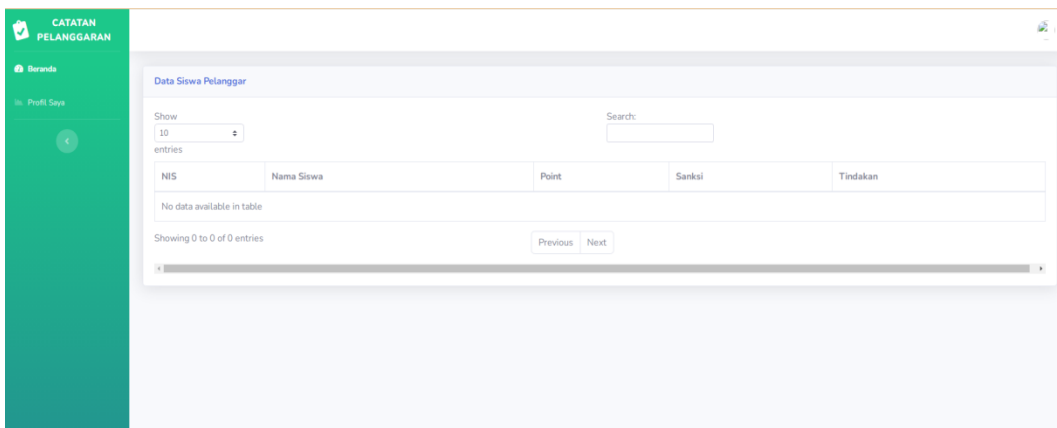 CATATAN
PELANGGARAN
Beranda
Profil Saya
Data Siswa Pelanggar
Show
10
entries
Search:
NIS Nama Siswa Point Sanksi Tindakan
No data available in table
Showing 0 to 0 of 0 entries
Previous Next